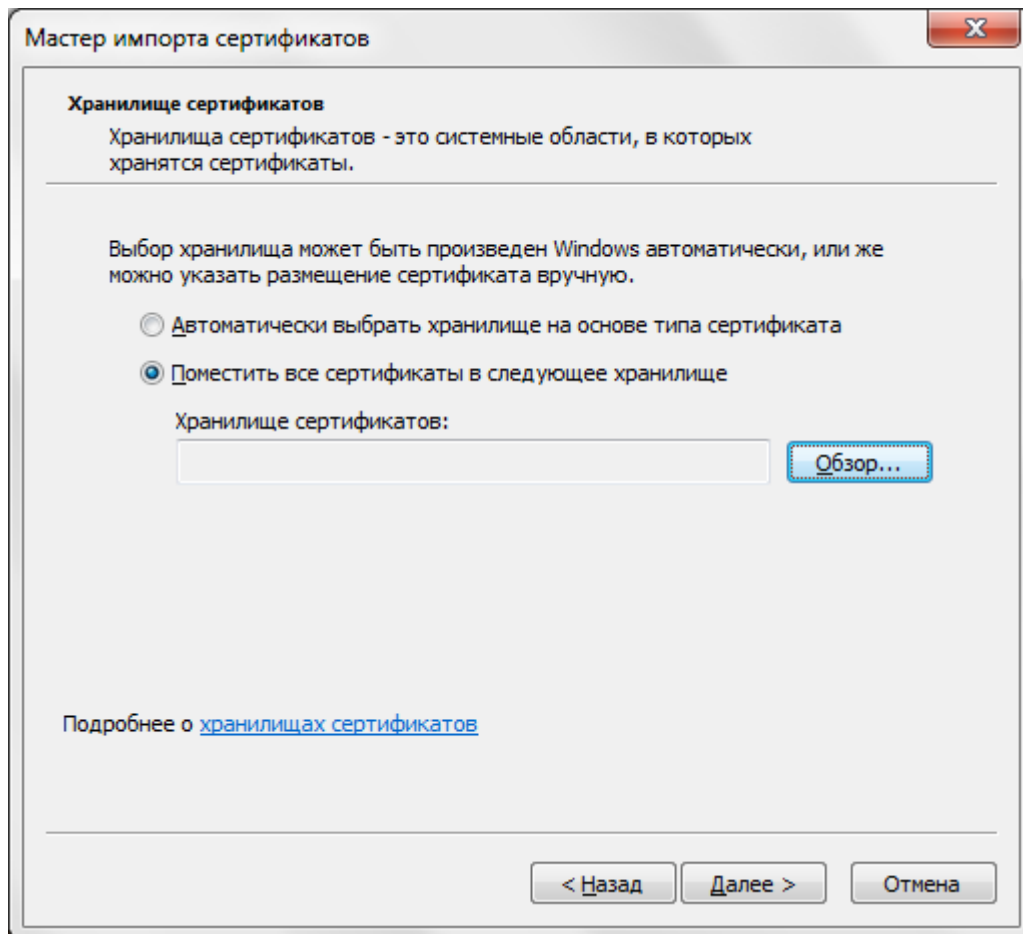 Мастер импорта сертификатов
Хранилище сертификатов
Хранилища сертификатов - это системные области, в которых
хранятся сертификаты.
Выбор хранилища может быть произведен Windows автоматически, или же
можно указать размещение сертификата вручную.
Автоматически выбрать хранилище на основе типа сертификата
Поместить все сертификаты в следующее хранилище
Хранилище сертификатов:
Обзор...
Подробнее о хранилищах сертификатов
< Назад Далее > Отмена